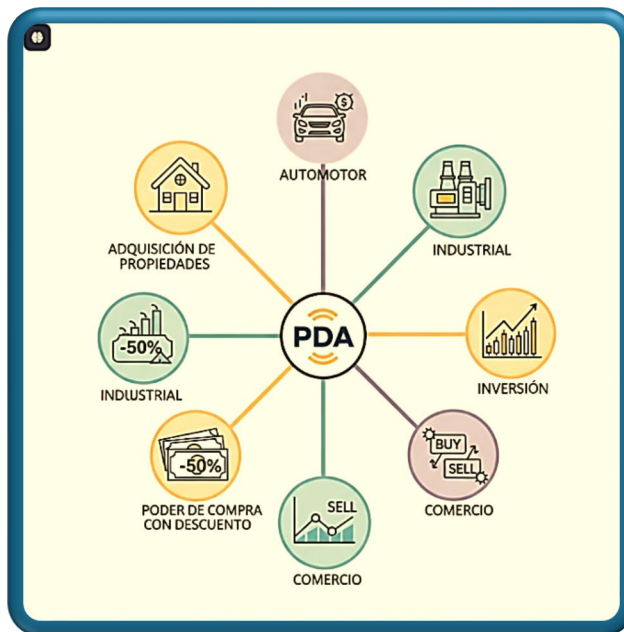 $
AUTOMOTOR
INDUSTRIAL
ADQUISICIÓN DE
PROPIEDADES
PDA
-50%
INDUSTRIAL
INVERSIÓN
BUY
SELL
COMERCIO
-50%
PODER DE COMPRA
CON DESCUENTO
SELL
COMERCIO